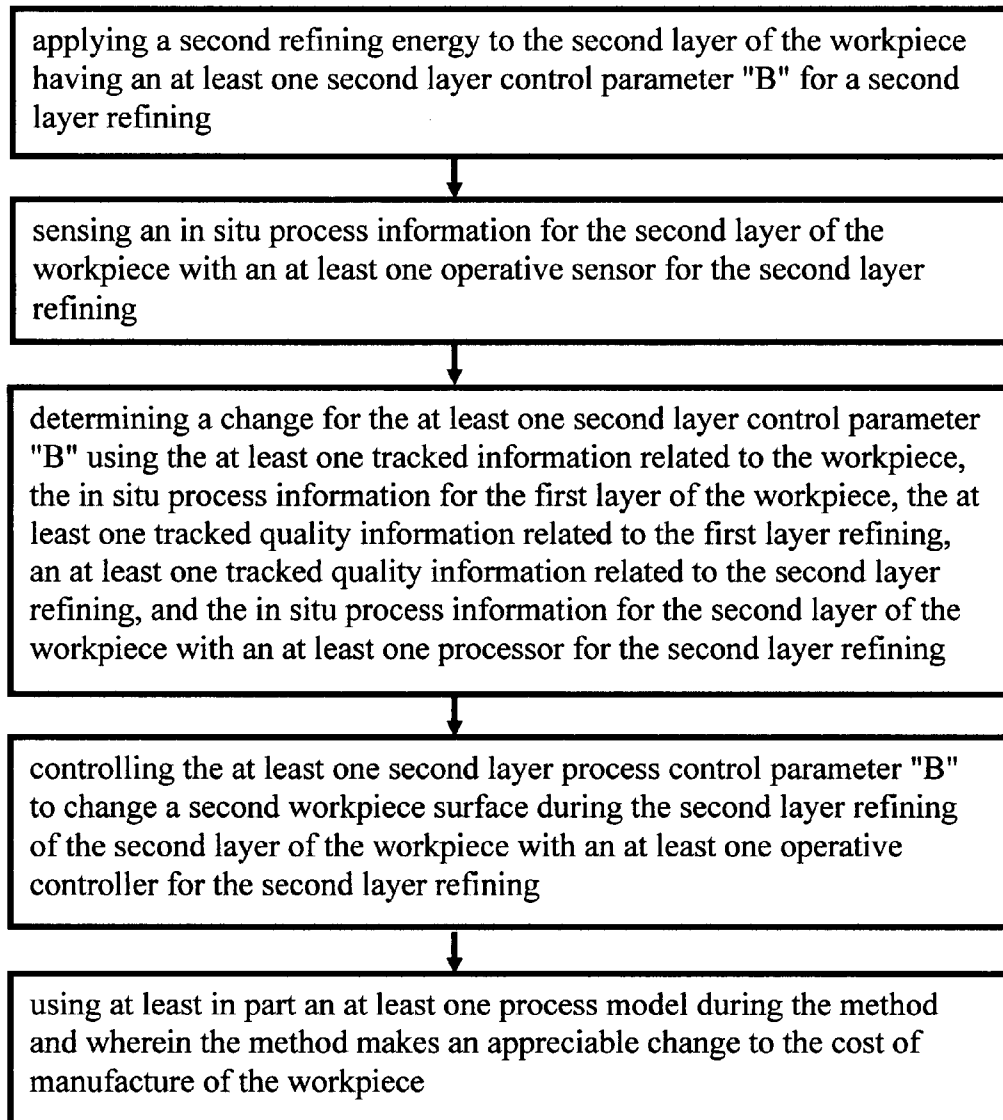 applying a second refining energy to the second layer of the workpiece
having an at least one second layer control parameter "B" for a second
layer refining
sensing an in situ process information for the second layer of the
workpiece with an at least one operative sensor for the second layer
refining
determining a change for the at least one second layer control parameter
"B" using the at least one tracked information related to the workpiece,
the in situ process information for the first layer of the workpiece, the at
least one tracked quality information related to the first layer refining,
an at least one tracked quality information related to the second layer
refining, and the in situ process information for the second layer of the
workpiece with an at least one processor for the second layer refining
controlling the at least one second layer process control parameter "B"
to change a second workpiece surface during the second layer refining
of the second layer of the workpiece with an at least one operative
controller for the second layer refining
using at least in part an at least one process model during the method
and wherein the method makes an appreciable change to the cost of
manufacture of the workpiece